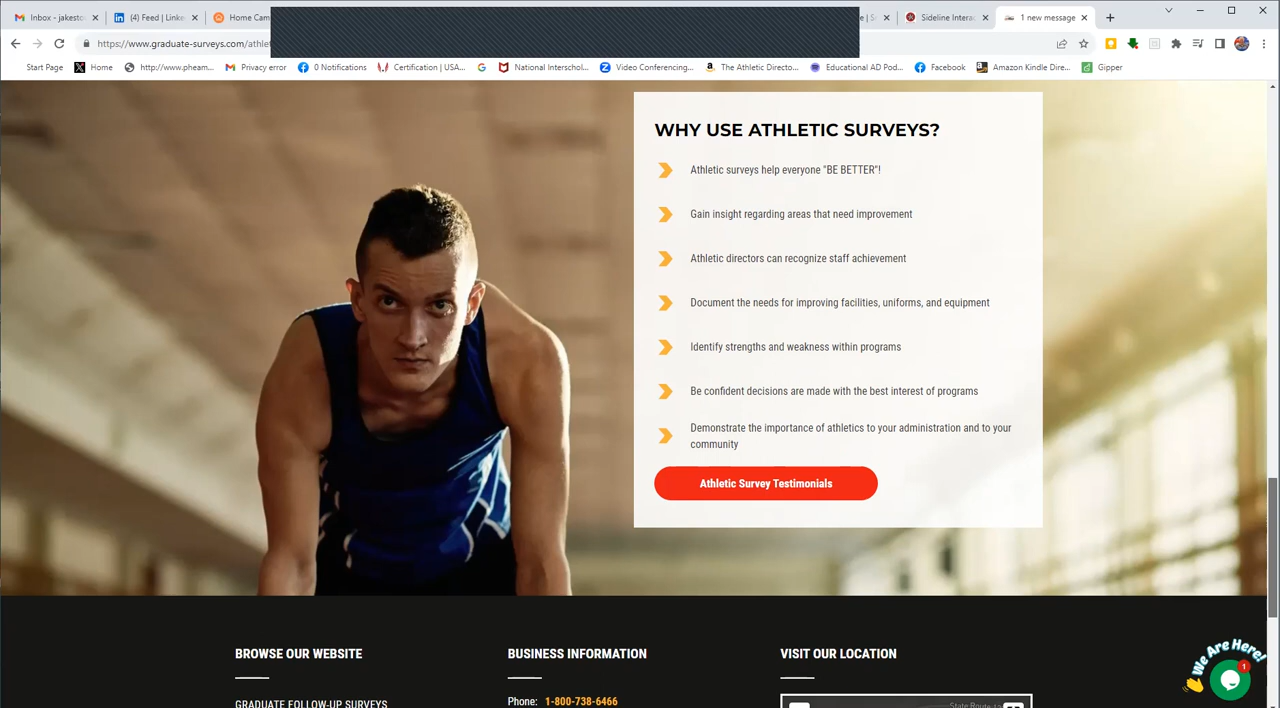 Inbox - jakesto
(4) Feed | Linke
Home Cam
Sideline Interac
1 new message
https://www.graduate-surveys.com/athlet
Start Page
Home
http://www.pheam...
Privacy error
0 Notifications
Certification | USA...
National Interschol...
Video Conferencing...
The Athletic Directo...
Educational AD Pod...
Facebook
Amazon Kindle Dire...
Gipper
WHY USE ATHLETIC SURVEYS?
Athletic surveys help everyone "BE BETTER"!
Gain insight regarding areas that need improvement
Athletic directors can recognize staff achievement
Document the needs for improving facilities, uniforms, and equipment
Identify strengths and weakness within programs
Be confident decisions are made with the best interest of programs
Demonstrate the importance of athletics to your administration and to your
community
Athletic Survey Testimonials
BROWSE OUR WEBSITE
BUSINESS INFORMATION
VISIT OUR LOCATION
We Are Here!
1
GRADUATE FOLLOW-UP SURVEYS
Phone: 1-800-738-6466